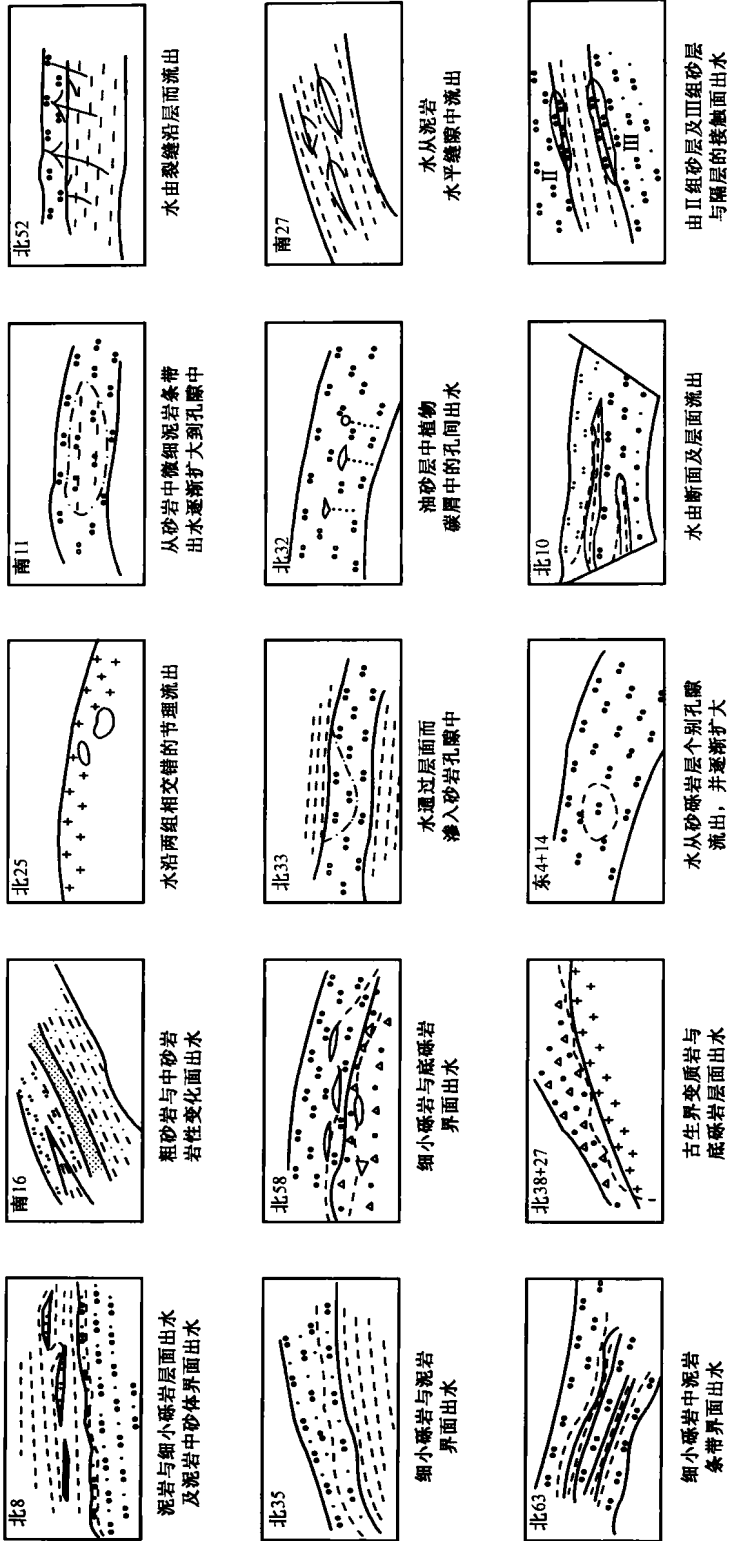 北8
泥岩与细小砾岩层面出水
及泥岩中砂体界面出水
南16
粗砂岩与中砂岩
岩性变化面出水
北25
水沿两组相交错的节理流出
南11
从砂岩中微细泥岩条带
出水逐渐扩大到孔隙中
北52
水由裂缝沿层而流出
北35
细小砾岩与泥岩
界面出水
北58
细小砾岩与底砾岩
界面出水
北33
水通过层面而
渗入砂岩孔隙中
北32
油砂层中植物
碳屑中的孔间出水
南27
水从泥岩
水平缝隙中流出
北63
细小砾岩中泥岩
条带界面出水
北38+27
古生界变质岩与
底砾岩层面出水
东4+14
水从砂砾岩层个别孔隙
流出，并逐渐扩大
北10
水由断面及层面流出
II
III
由II组砂层及III组砂层
与隔层的接触面出水